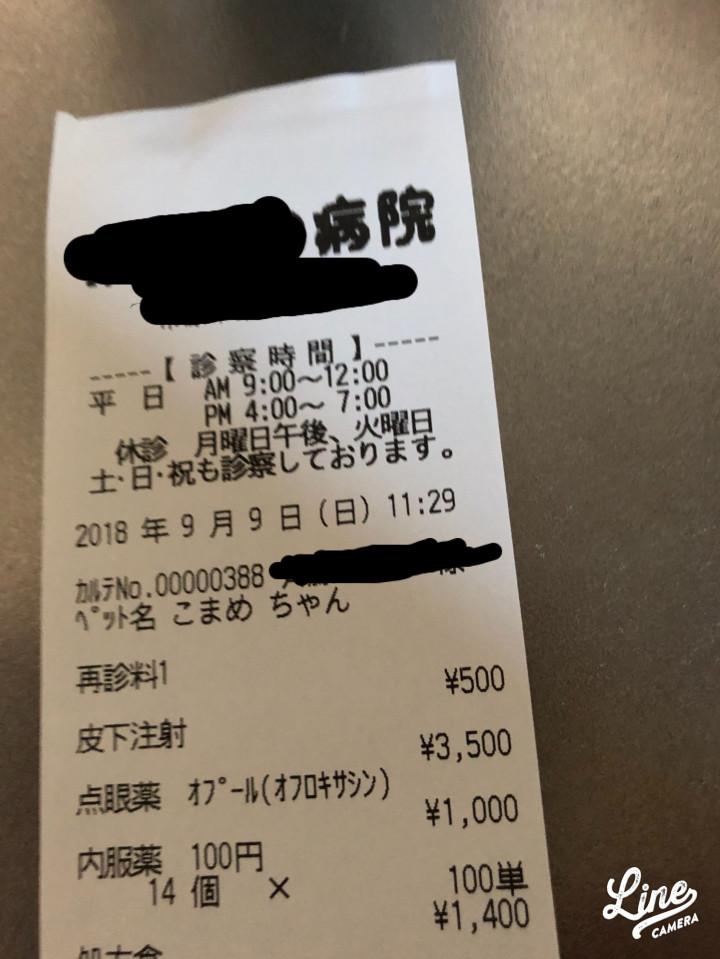 病院
-----【 診 察 時 間 】-----
平 日 AM 9:00～12:00
PM 4:00～ 7:00
休診 月曜日午後、火曜日
土・日・祝も診察しております。
2018 年 9 月 9 日 (日) 11:29
ｶﾙﾃNo.00000388 様
ﾍﾟｯﾄ名 こまめ ちゃん
再診料1 ¥500
皮下注射 ¥3,500
点眼薬 ｵﾌﾟｰﾙ(ｵﾌﾛｷｻｼﾝ) ¥1,000
内服薬 100円
14 個 × 100単
¥1,400
処方食
Line
CAMERA